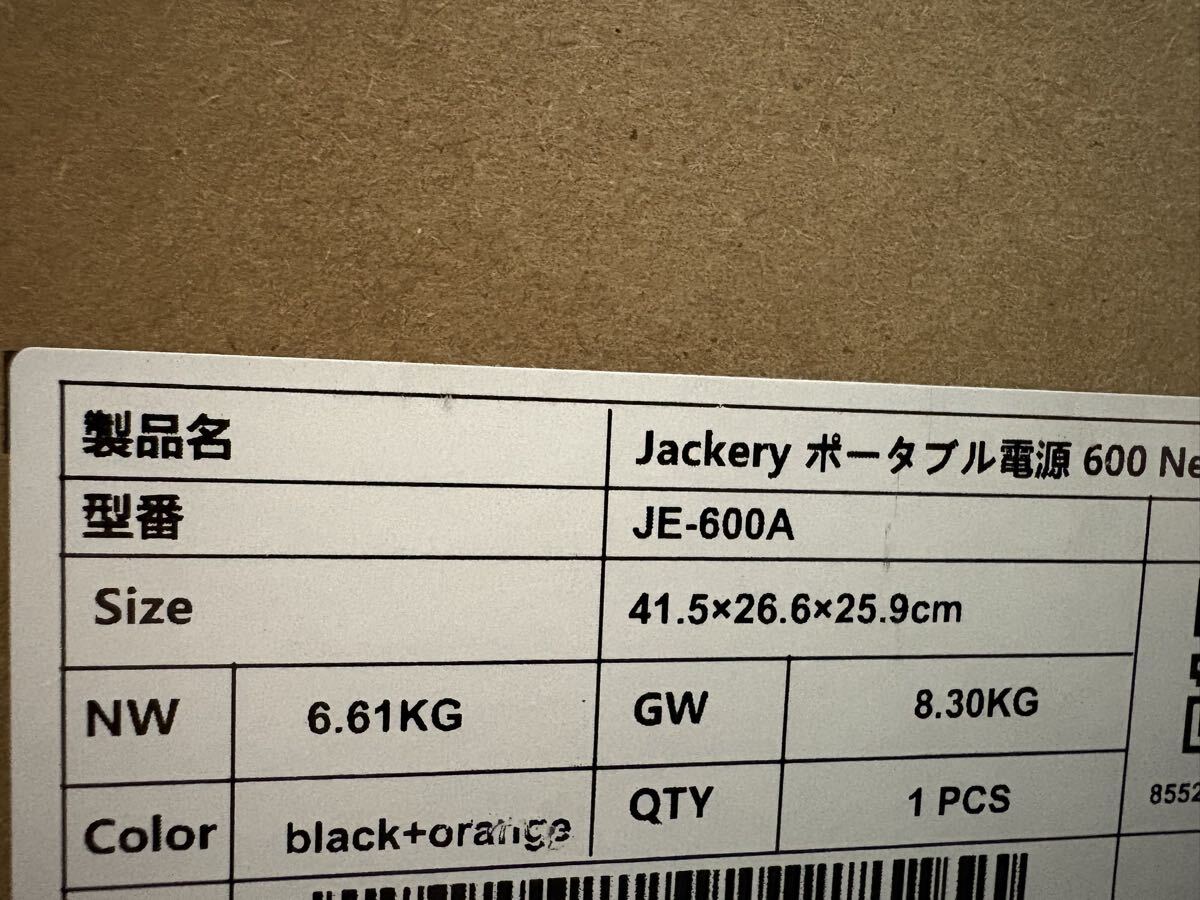 製品名 Jackery ポータブル電源 600 Ne
型番 JE-600A
Size 41.5×26.6×25.9cm
NW 6.61KG GW 8.30KG
Color black+orange QTY 1 PCS 8552